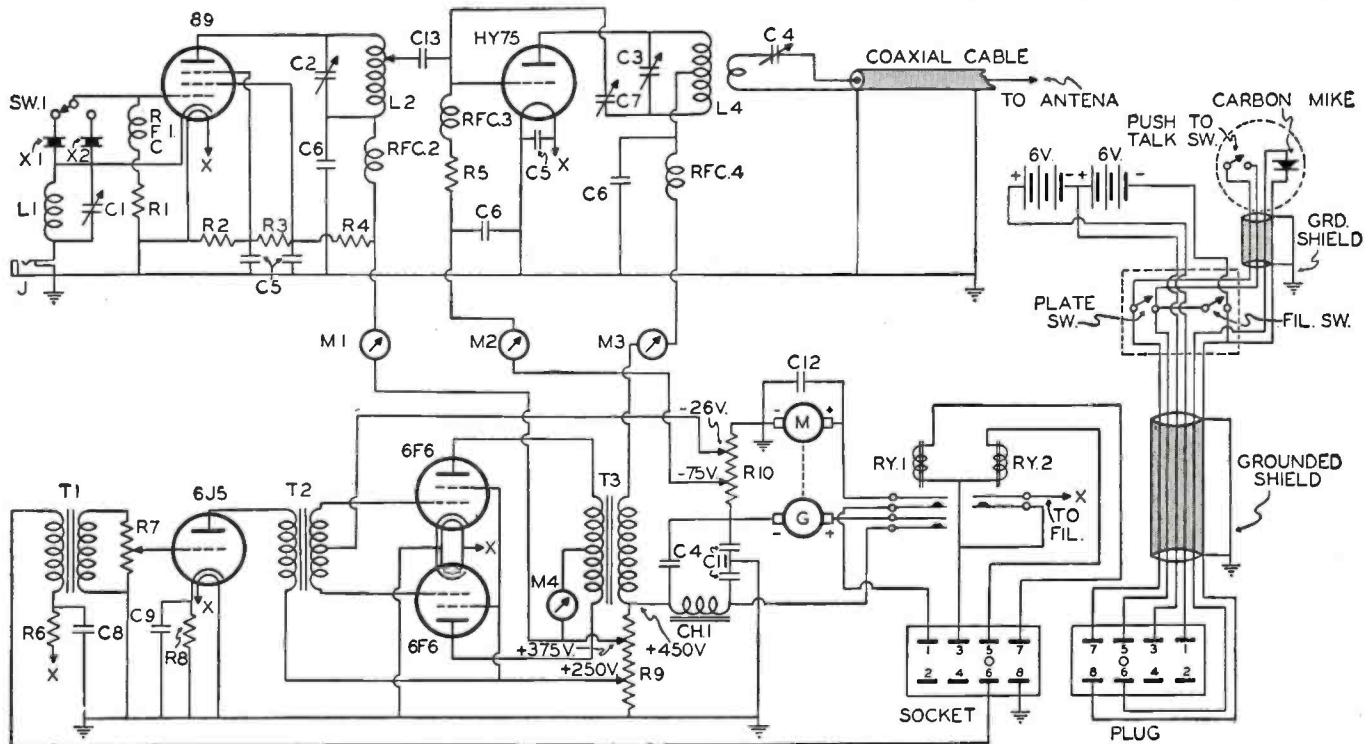 89
C13
HY75
C4
COAXIAL CABLE
TO ANTENA
CARBON MIKE
PUSH TO
TALK SW.
SW.1
C2
L2
C3
C7
L4
X1
X2
R
F I.
C
X
RFC.3
C5
X
6V.
6V.
+
-
+
-
L1
C1
R1
C6
RFC.2
R5
C6
RFC.4
R2
R3
R4
C6
GRD.
SHIELD
J
C5
PLATE
SW.
FIL. SW.
M1
M2
M3
C12
-26V.
-
M
+
RY.1
RY.2
GROUNDED
SHIELD
6F6
R10
-75V.
T1
6J5
T2
T3
G
-
+
X
TO
FIL.
R7
X
C4
C11
M4
R6
C8
C9
X
R8
6F6
CH.1
+375V.
+450V
+250V.
R9
X
1 3 5 7
2 4 6 8
SOCKET
7 5 3 1
8 6 4 2
PLUG